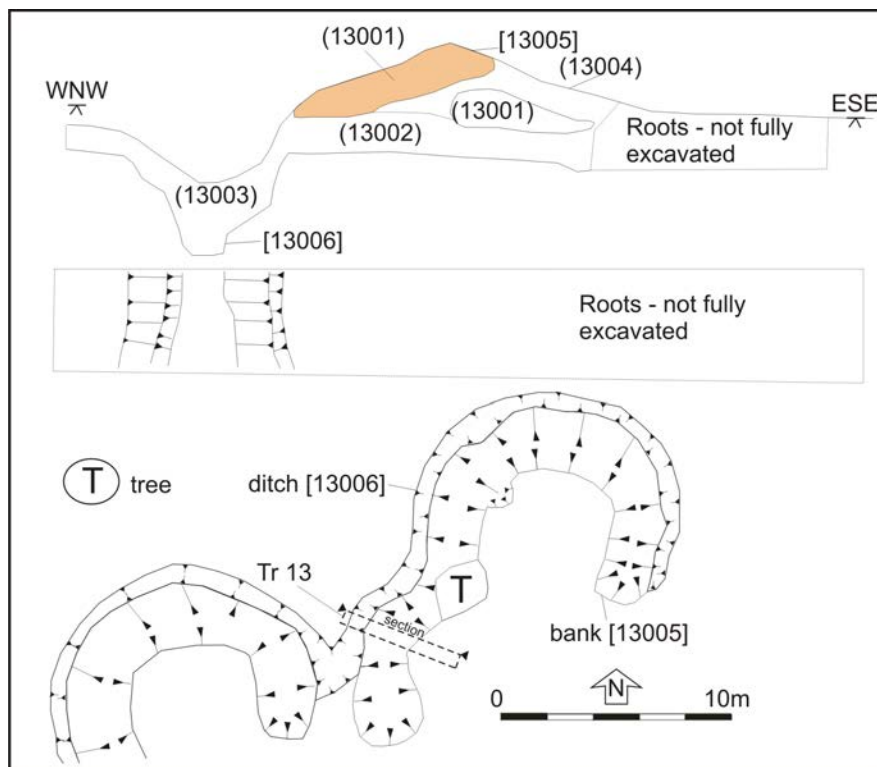 (13001)
[13005]
(13004)
WNW
ESE
(13001)
(13002)
Roots - not fully
excavated
(13003)
[13006]
Roots - not fully
excavated
T
tree
ditch [13006]
Tr 13
T
section
bank [13005]
N
0
10m